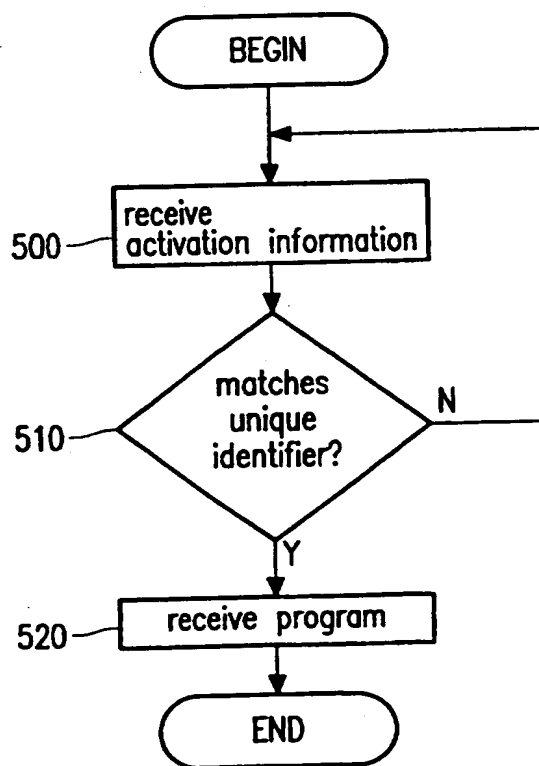 BEGIN
receive
activation information
500
matches
unique
identifier?
N
510
Y
receive program
520
END